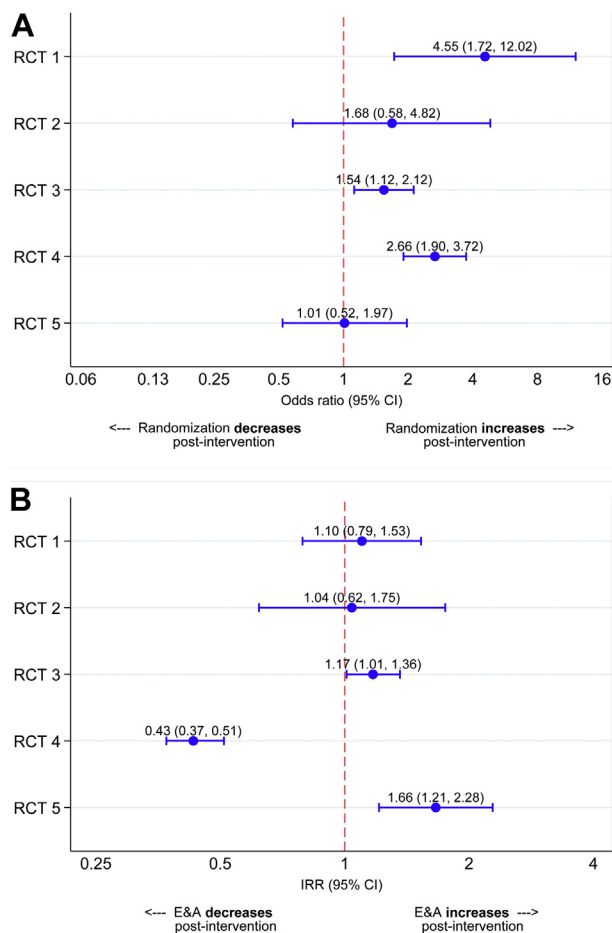 A
RCT 1
4.55 (1.72, 12.02)
RCT 2
1.68 (0.58, 4.82)
RCT 3
1.54 (1.12, 2.12)
RCT 4
2.66 (1.90, 3.72)
RCT 5
1.01 (0.52, 1.97)
0.06 0.13 0.25 0.5 1 2 4 8 16
Odds ratio (95% CI)
<--- Randomization decreases Randomization increases --->
post-intervention post-intervention
B
RCT 1
1.10 (0.79, 1.53)
RCT 2
1.04 (0.62, 1.75)
RCT 3
1.17 (1.01, 1.36)
RCT 4
0.43 (0.37, 0.51)
RCT 5
1.66 (1.21, 2.28)
0.25 0.5 1 2 4
IRR (95% CI)
<--- E&A decreases E&A increases --->
post-intervention post-intervention